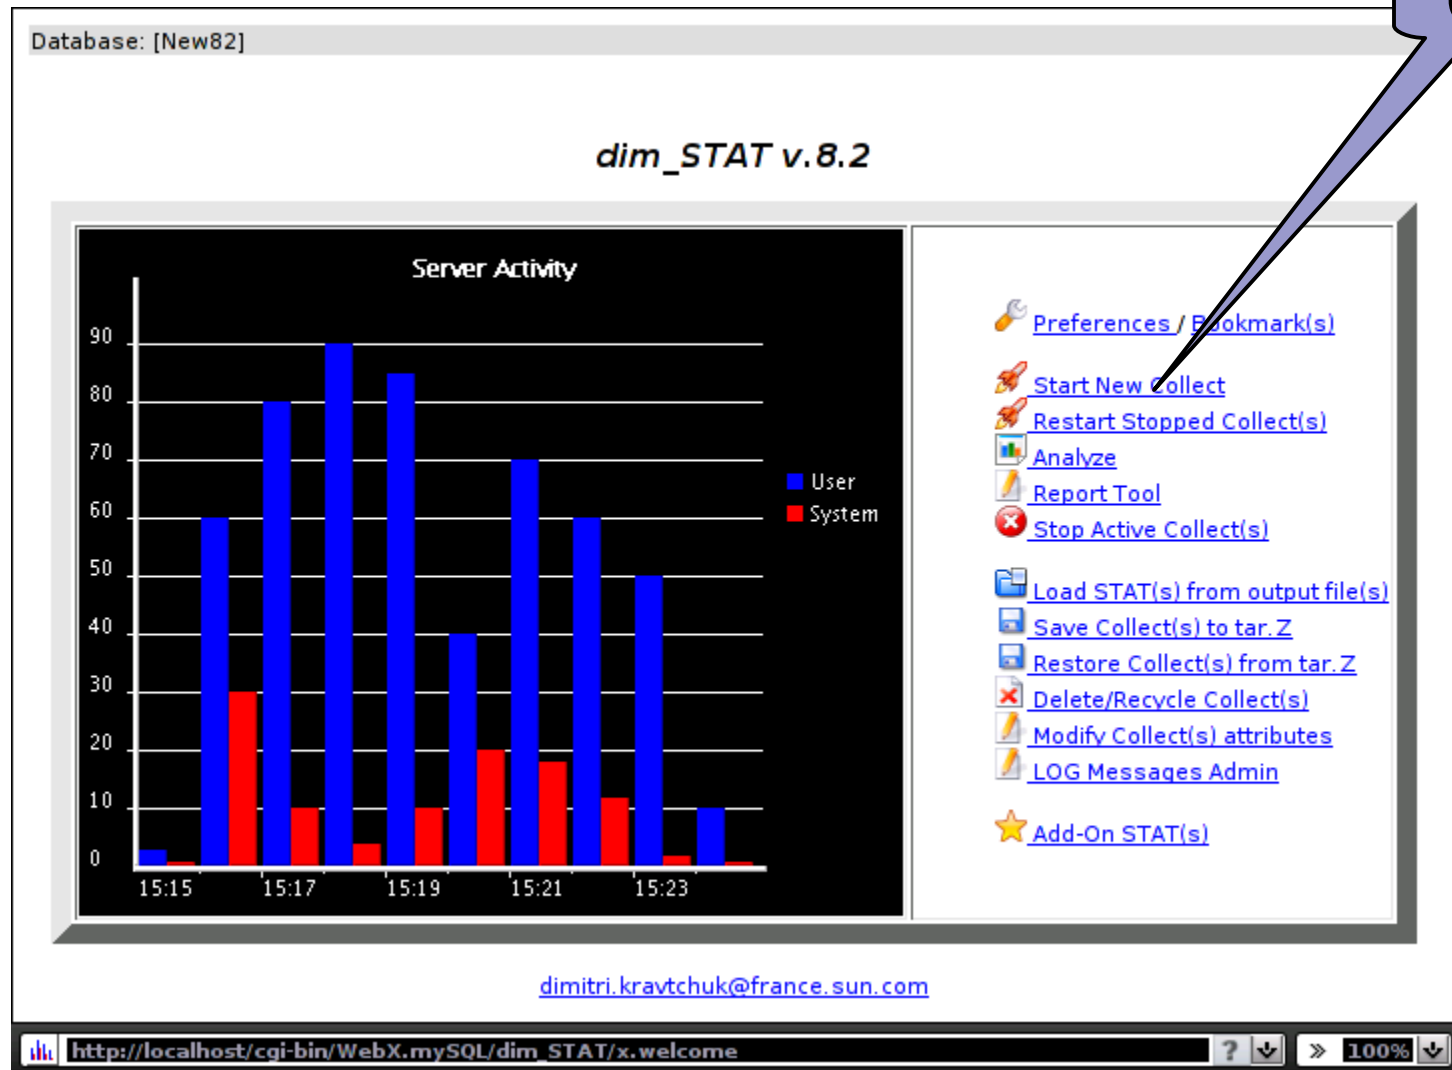 Database: [New82]
dim_STAT v.8.2
Server Activity
90
80
70
60
50
40
30
20
10
0
15:15 15:17 15:19 15:21 15:23
User
System
Preferences / Bookmark(s)
Start New Collect
Restart Stopped Collect(s)
Analyze
Report Tool
Stop Active Collect(s)
Load STAT(s) from output file(s)
Save Collect(s) to tar.Z
Restore Collect(s) from tar.Z
Delete/Recycle Collect(s)
Modify Collect(s) attributes
LOG Messages Admin
Add-On STAT(s)
dimitri.kravtchuk@france.sun.com
http://localhost/cgi-bin/WebX.mySQL/dim_STAT/x.welcome ? » 100%